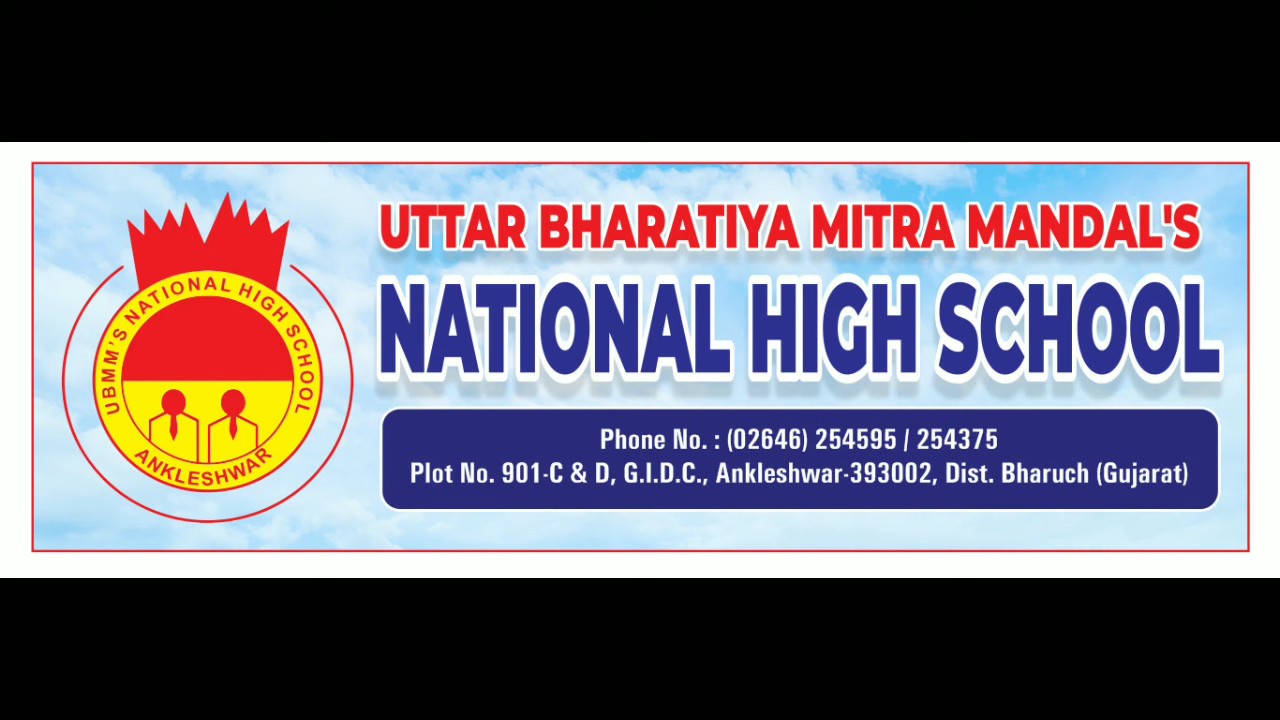 UTTAR BHARATIYA MITRA MANDAL'S
NATIONAL HIGH SCHOOL
Phone No. : (02646) 254595 / 254375
Plot No. 901-C & D, G.I.D.C., Ankleshwar-393002, Dist. Bharuch (Gujarat)
UBMM'S NATIONAL HIGH SCHOOL
ANKLESHWAR